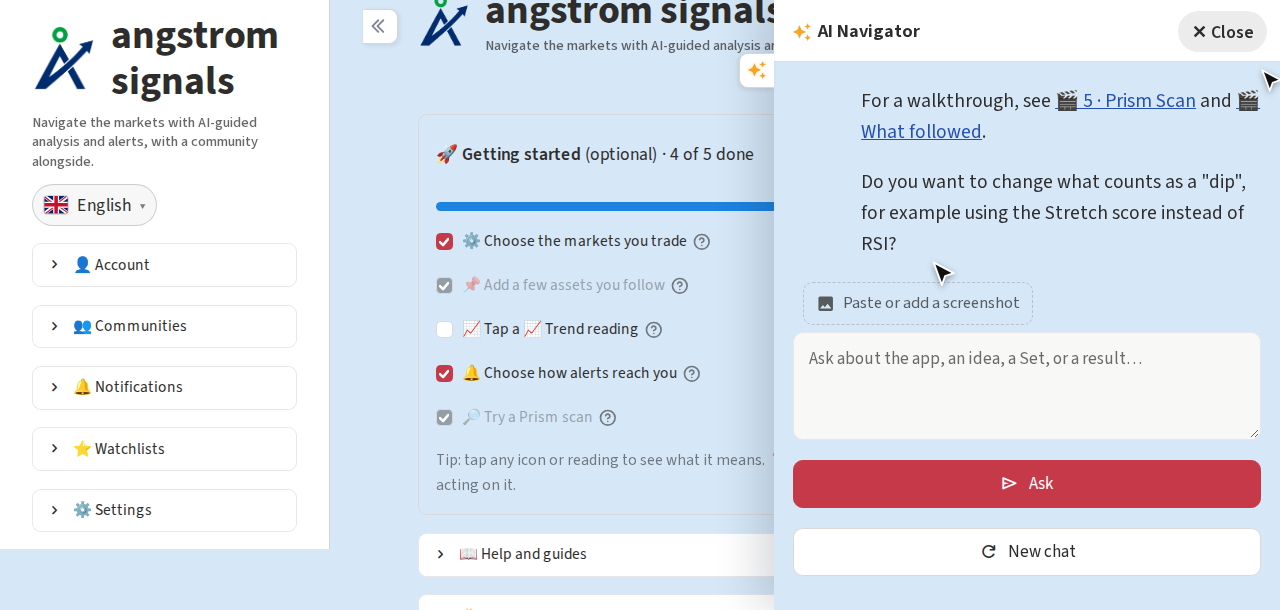 angstrom
signals
Navigate the markets with AI-guided
analysis and alerts, with a community
alongside.
English
Account
Communities
Notifications
Watchlists
Settings
angstrom signals
Navigate the markets with AI-guided analysis ar
Getting started (optional) · 4 of 5 done
Choose the markets you trade
Add a few assets you follow
Tap a Trend reading
Choose how alerts reach you
Try a Prism scan
Tip: tap any icon or reading to see what it means.
acting on it.
Help and guides
AI Navigator
✕ Close
For a walkthrough, see 🎬 5 · Prism Scan and 🎬
What followed.
Do you want to change what counts as a "dip",
for example using the Stretch score instead of
RSI?
Paste or add a screenshot
Ask about the app, an idea, a Set, or a result…
Ask
New chat